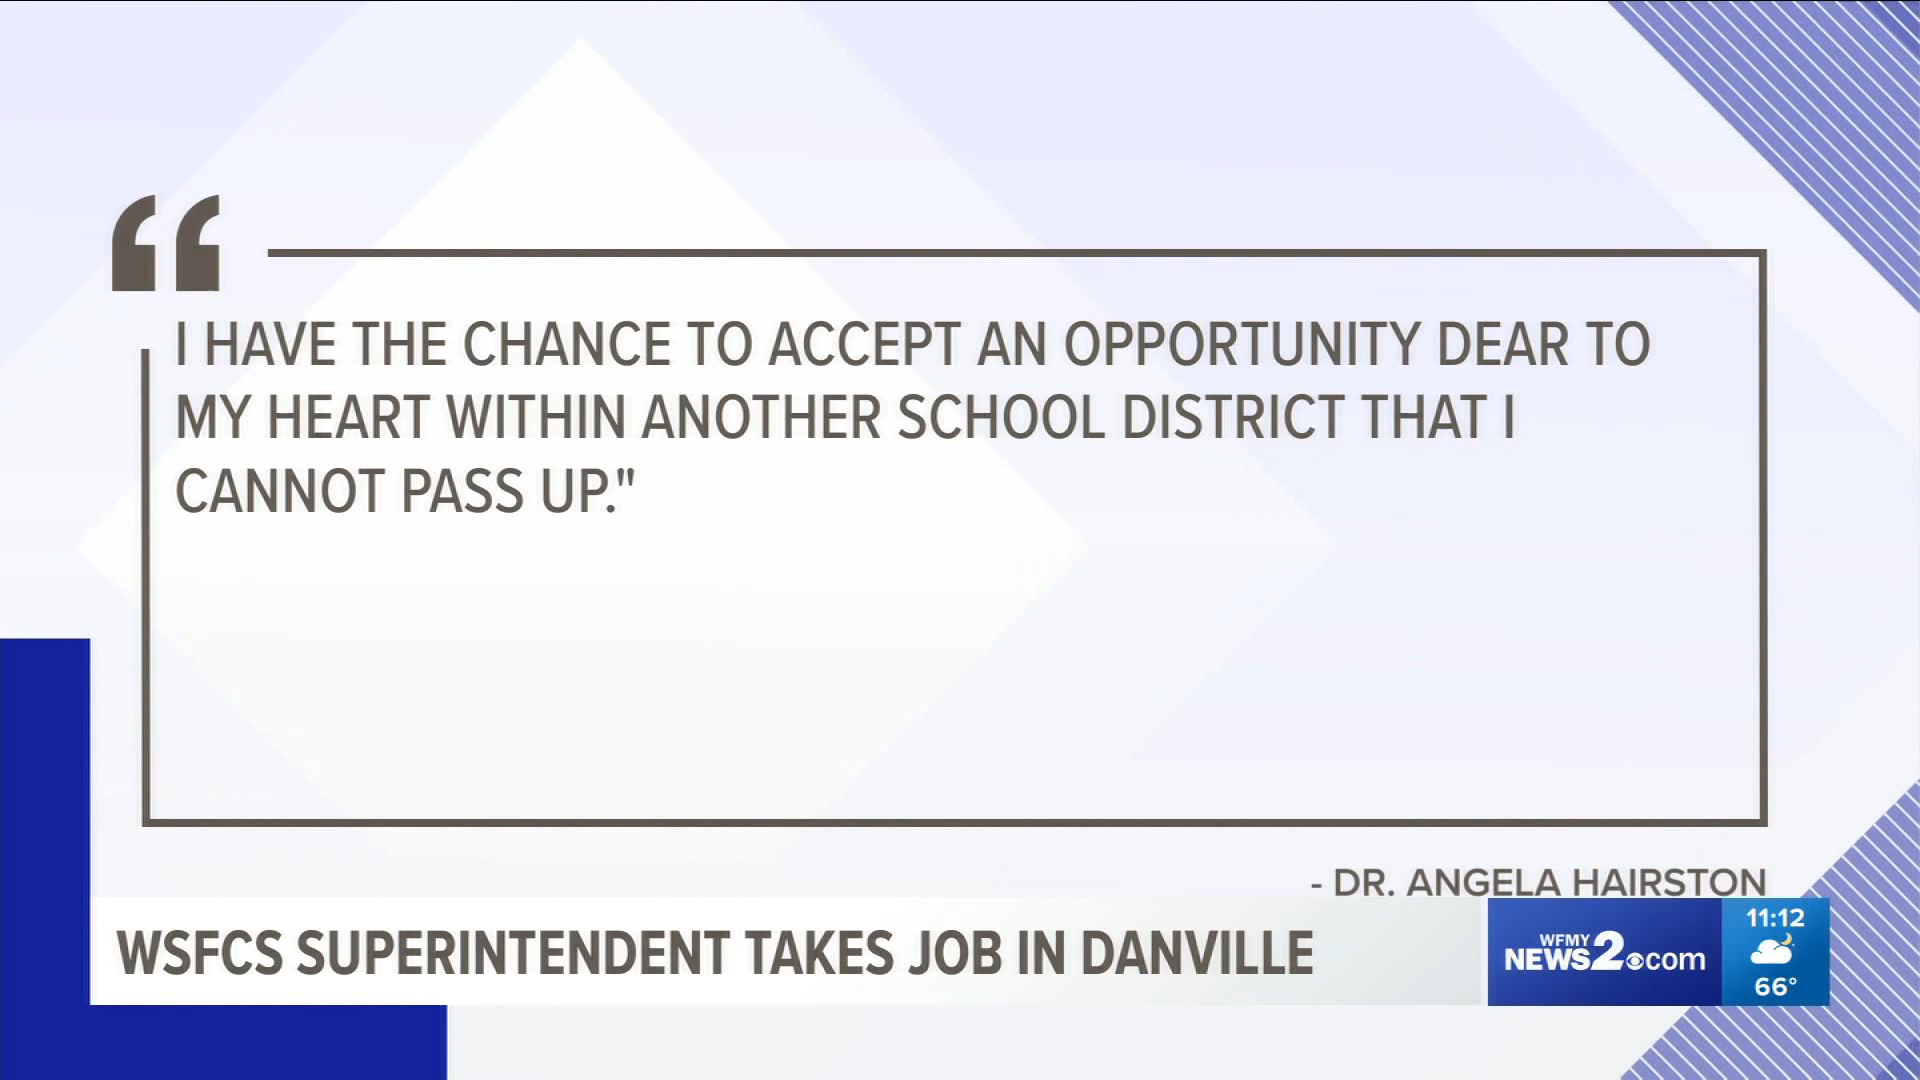 “
I HAVE THE CHANCE TO ACCEPT AN OPPORTUNITY DEAR TO
MY HEART WITHIN ANOTHER SCHOOL DISTRICT THAT I
CANNOT PASS UP."
- DR. ANGELA HAIRSTON
WSFCS SUPERINTENDENT TAKES JOB IN DANVILLE
WFMY
NEWS2.com
11:12
66°